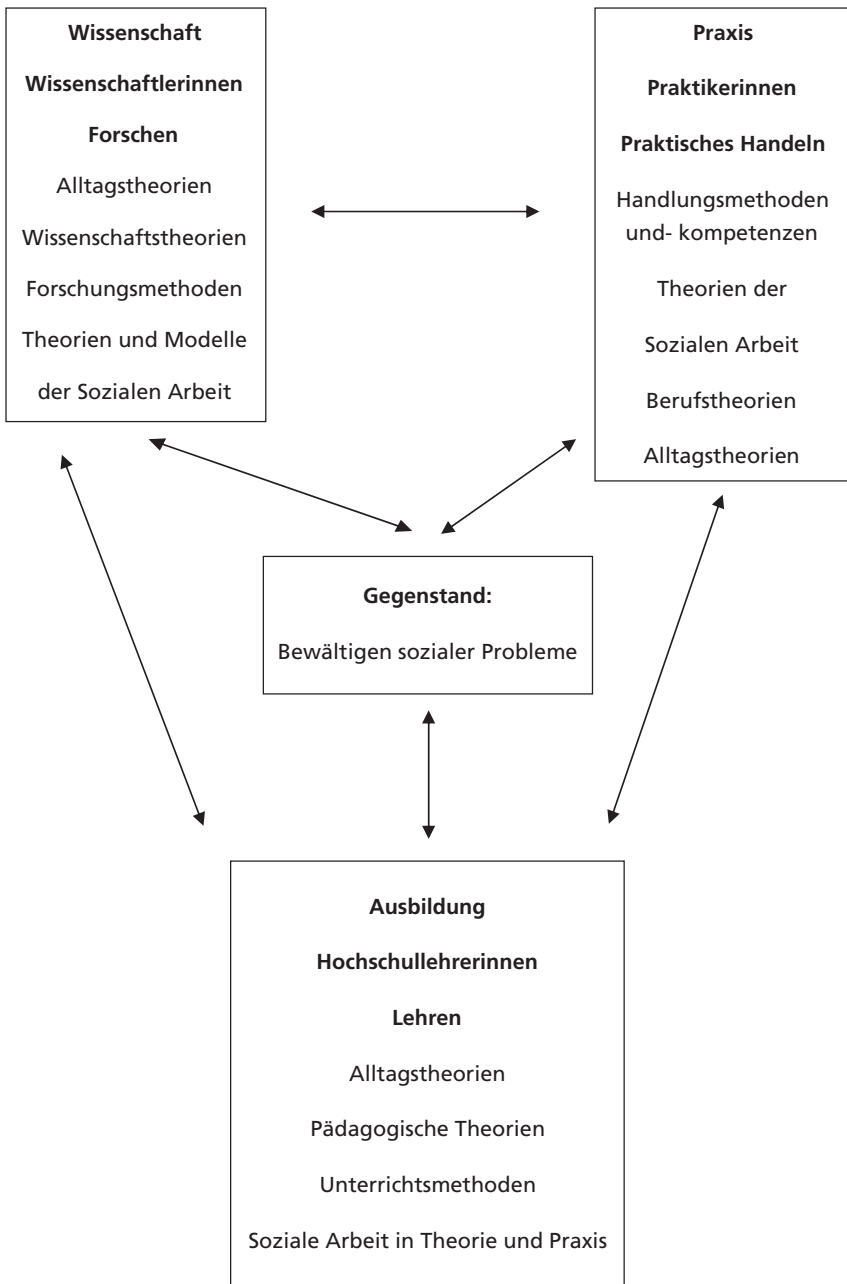 Wissenschaft
Wissenschaftlerinnen
Forschen
Alltagstheorien
Wissenschaftstheorien
Forschungsmethoden
Theorien und Modelle
der Sozialen Arbeit
Praxis
Praktikerinnen
Praktisches Handeln
Handlungsmethoden
und- kompetenzen
Theorien der
Sozialen Arbeit
Berufstheorien
Alltagstheorien
Gegenstand:
Bewältigen sozialer Probleme
Ausbildung
Hochschullehrerinnen
Lehren
Alltagstheorien
Pädagogische Theorien
Unterrichtsmethoden
Soziale Arbeit in Theorie und Praxis